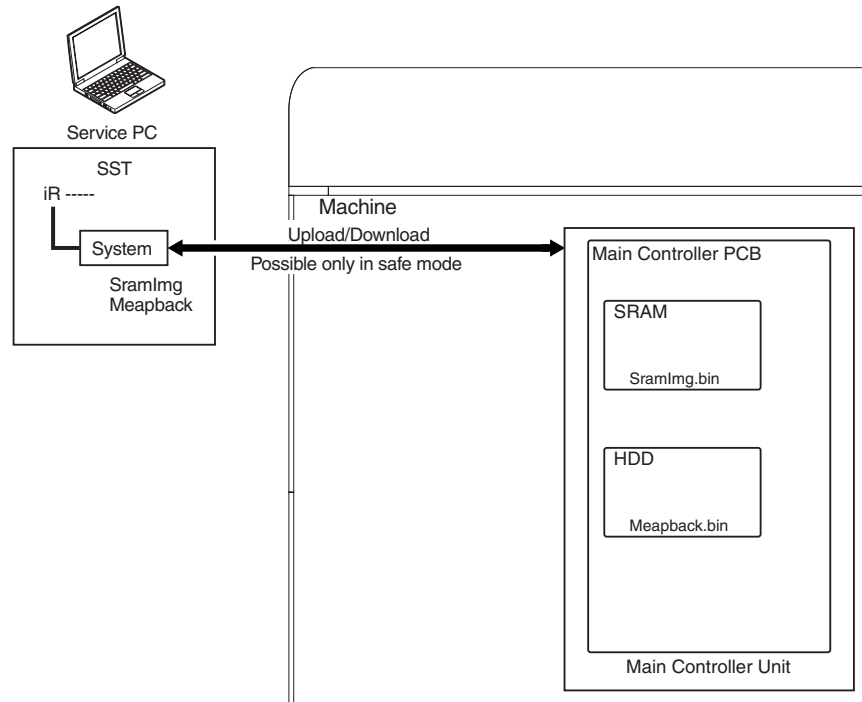 Service PC
SST
iR -----
System
SramImg
Meapback
Machine
Upload/Download
Possible only in safe mode
Main Controller PCB
SRAM
SramImg.bin
HDD
Meapback.bin
Main Controller Unit